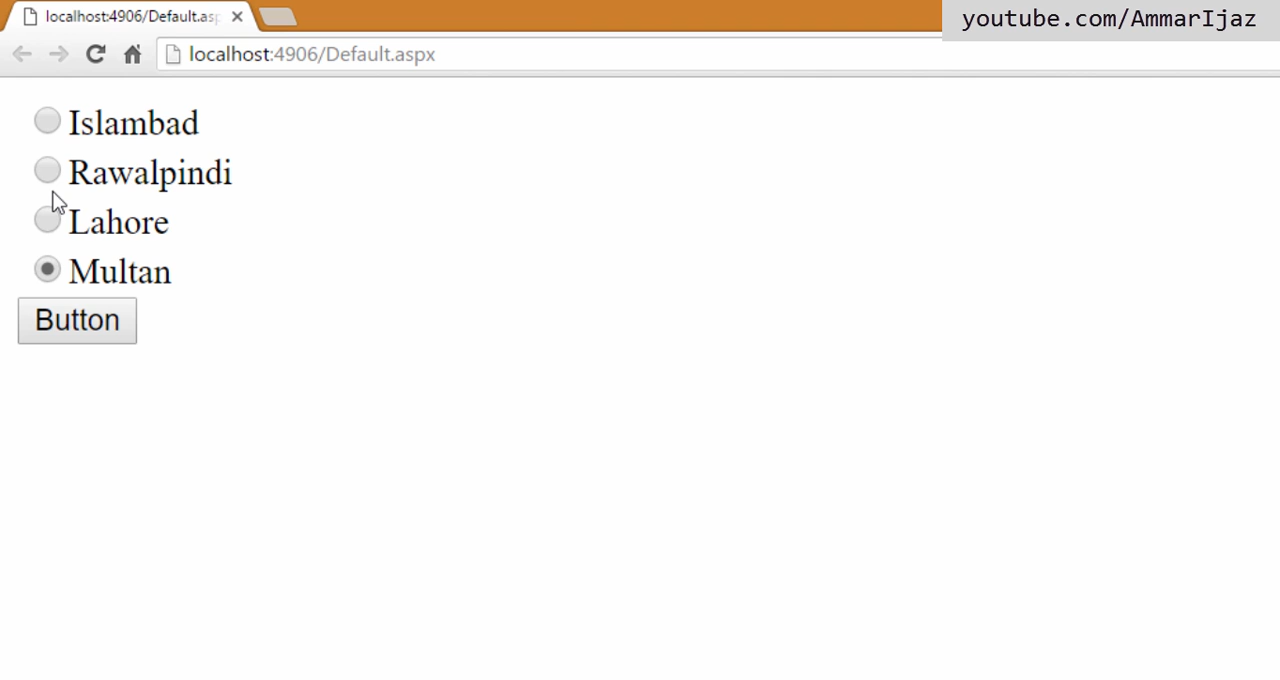 localhost:4906/Default.asp
youtube.com/AmmarIjaz
localhost:4906/Default.aspx
Islambad
Rawalpindi
Lahore
Multan
Button